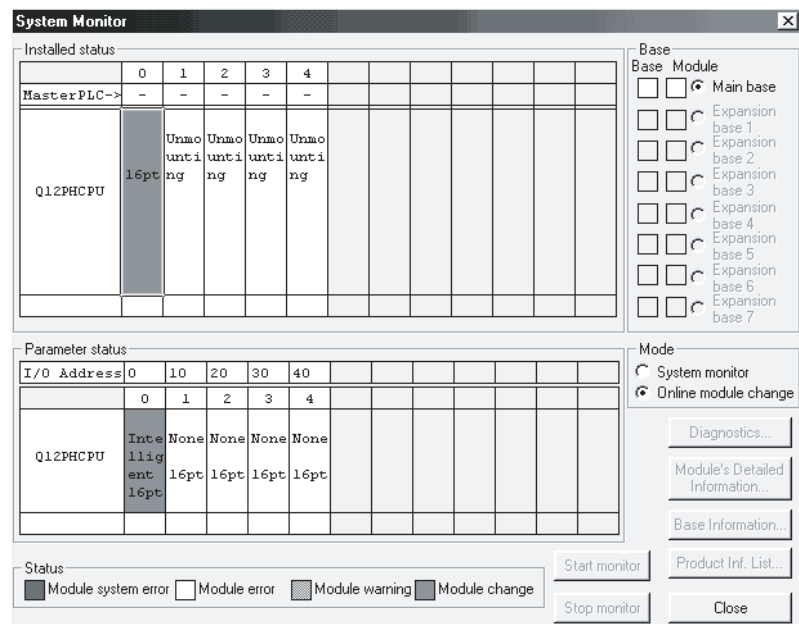 System Monitor
Installed status
0 1 2 3 4
MasterPLC-> - - - - -
Q12PHCPU
16pt
Unmo
unti
ng
Unmo
unti
ng
Unmo
unti
ng
Unmo
unti
ng
Base
Base Module
Main base
Expansion
base 1
Expansion
base 2
Expansion
base 3
Expansion
base 4
Expansion
base 5
Expansion
base 6
Expansion
base 7
Parameter status
I/O Address 0 10 20 30 40
0 1 2 3 4
Q12PHCPU
Inte
llig
ent
16pt
None
16pt
None
16pt
None
16pt
None
16pt
Mode
System monitor
Online module change
Diagnostics...
Module's Detailed
Information...
Base Information...
Product Inf. List...
Status
Module system error Module error Module warning Module change
Start monitor
Stop monitor
Close